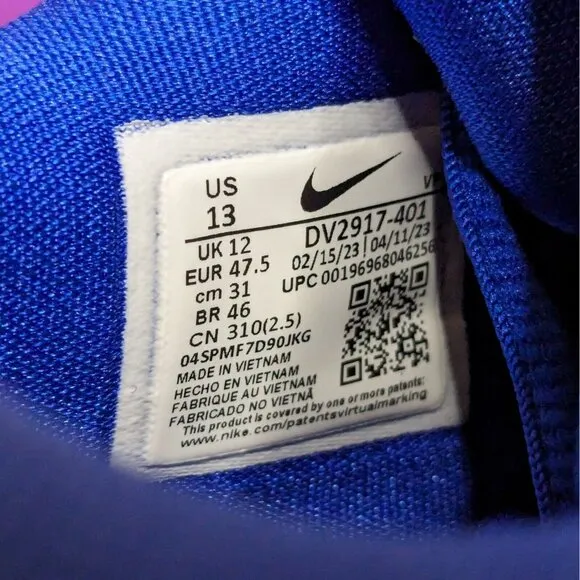 US
13
UK 12
EUR 47.5
cm 31
BR 46
CN 310(2.5)
DV2917-401
02/15/23 | 04/11/23
UPC 00196968046256
04SPMF7D90JKG
MADE IN VIETNAM
HECHO EN VIETNAM
FABRIQUE AU VIETNAM
FABRICADO NO VIETNÃ
This product is covered by one or more patents:
www.nike.com/patentsvirtualmarking